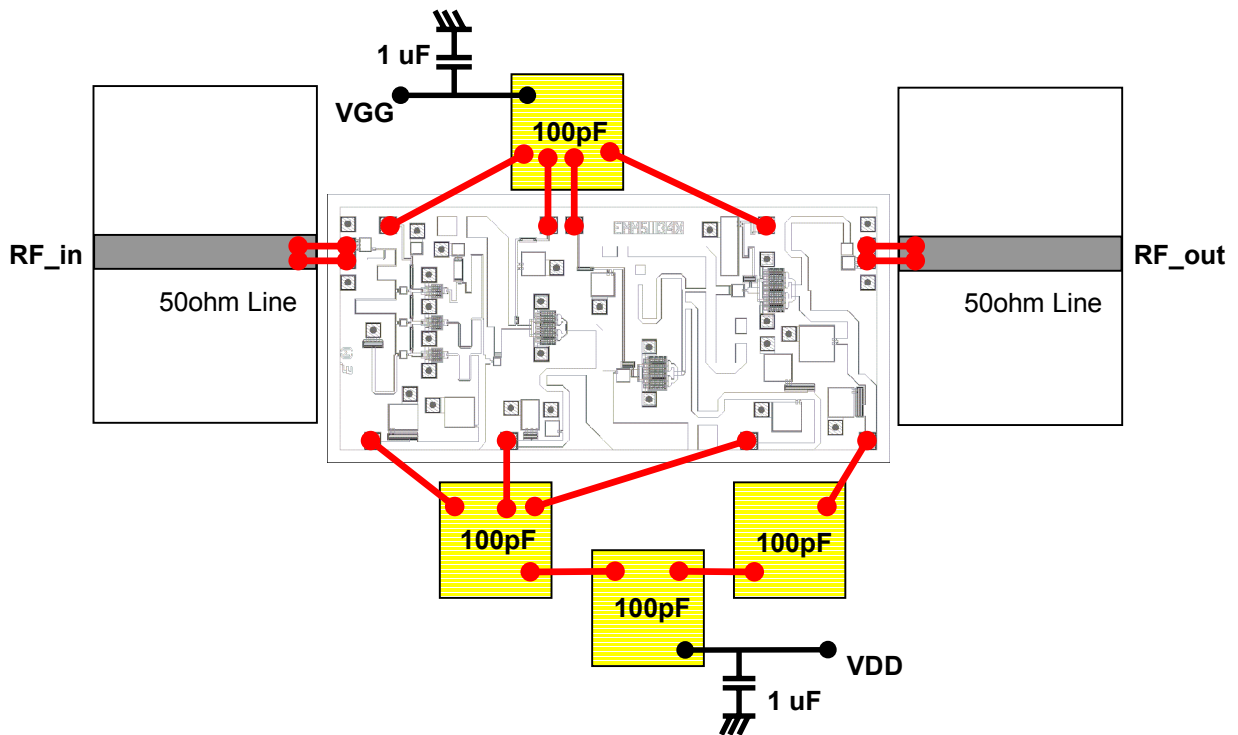 1 uF
VGG
100pF
RF_in
50ohm Line
RF_out
50ohm Line
100pF
100pF
100pF
VDD
1 uF